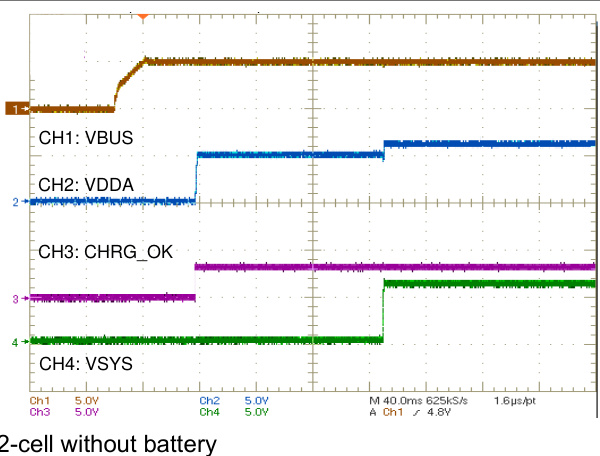 1
CH1: VBUS
CH2: VDDA
2
CH3: CHRG_OK
3
4
CH4: VSYS
Ch1 5.0V Ch2 5.0V M 40.0ms 625kS/s 1.6µs/pt
Ch3 5.0V Ch4 5.0V A Ch1 4.8V
2-cell without battery